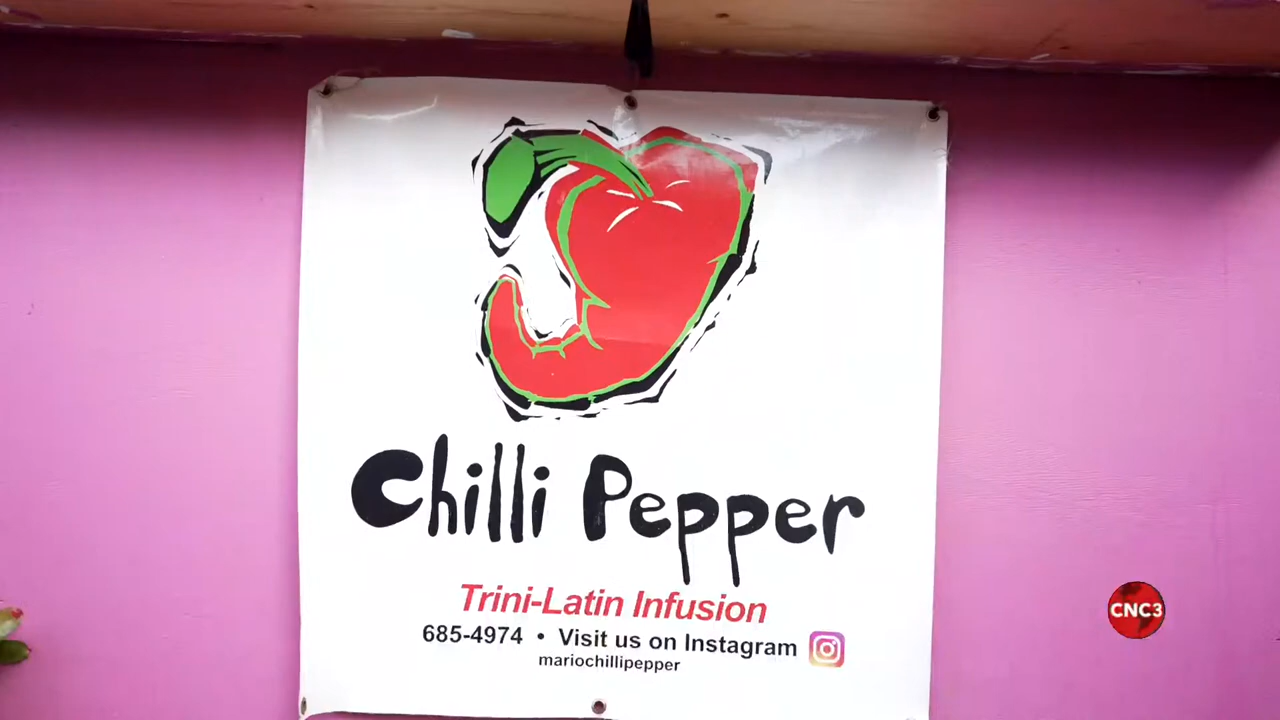 Chilli Pepper
Trini-Latin Infusion
685-4974 • Visit us on Instagram
mariochillipepper
CNC3